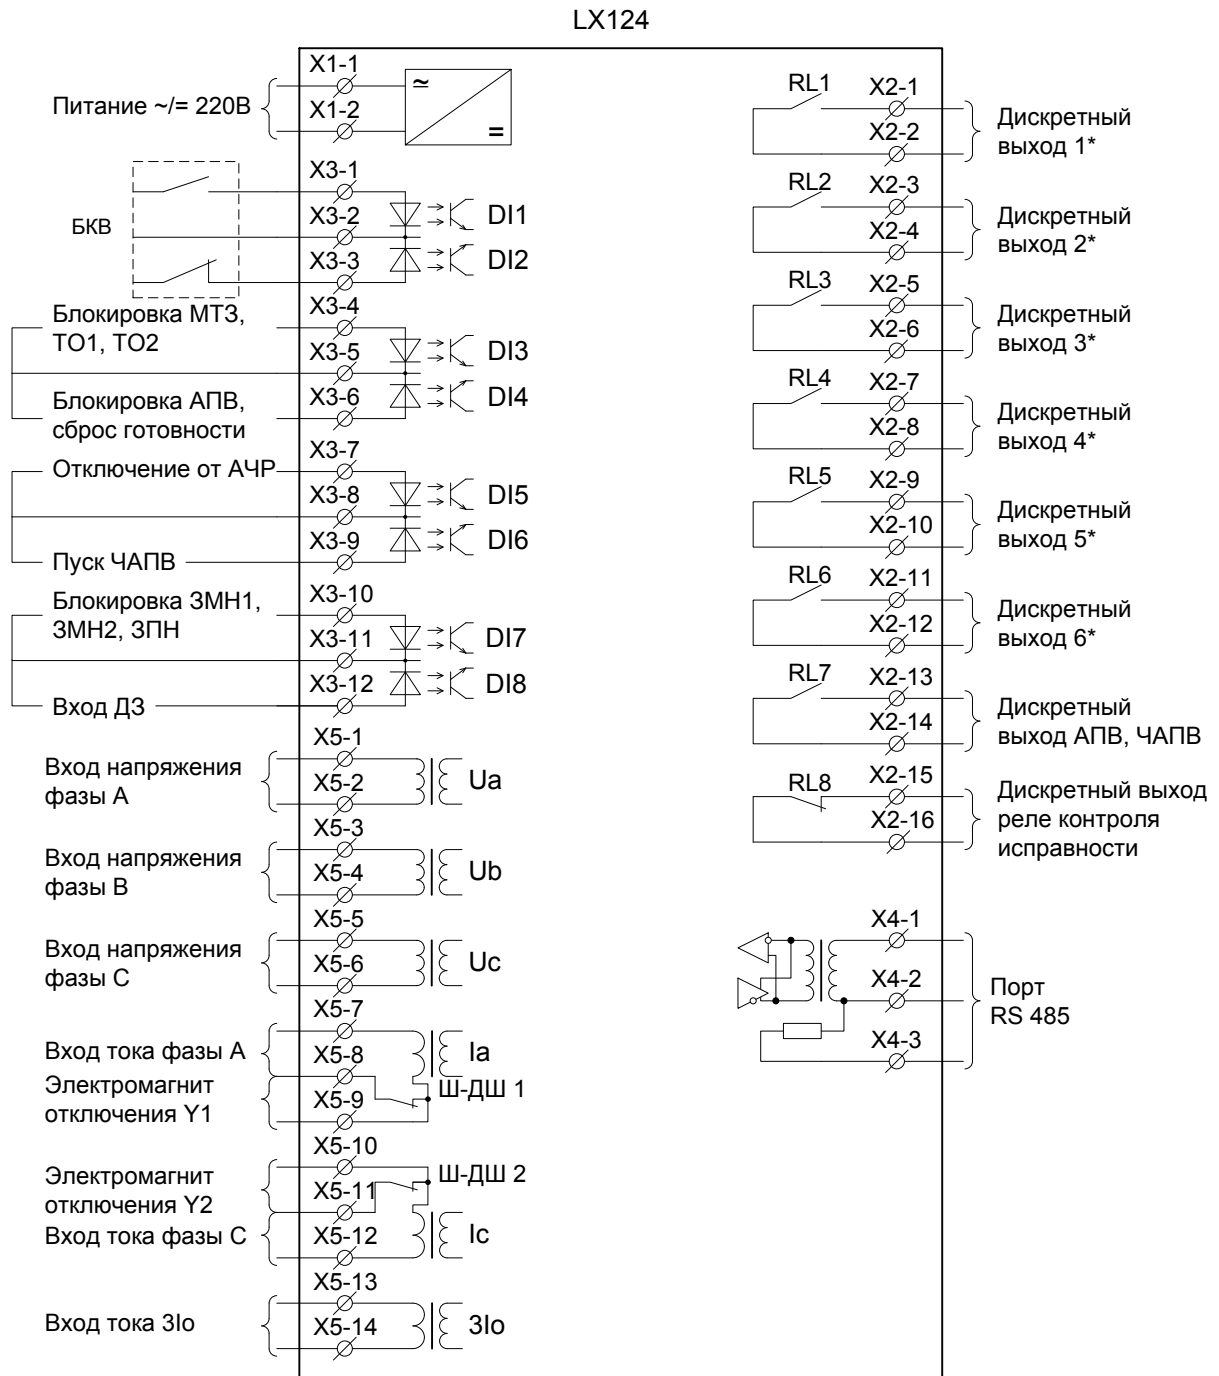 LX124
X1-1
Питание ~/= 220В
X1-2
≃
=
X3-1
БКВ
X3-2
DI1
X3-3
DI2
Блокировка МТЗ,
ТО1, ТО2
X3-4
X3-5
DI3
Блокировка АПВ,
сброс готовности
X3-6
DI4
Отключение от АЧР
X3-7
X3-8
DI5
X3-9
DI6
Пуск ЧАПВ
Блокировка ЗМН1,
ЗМН2, ЗПН
X3-10
X3-11
DI7
X3-12
DI8
Вход ДЗ
Вход напряжения
фазы А
X5-1
X5-2
Ua
Вход напряжения
фазы В
X5-3
X5-4
Ub
Вход напряжения
фазы С
X5-5
X5-6
Uc
X5-7
Вход тока фазы А
X5-8
Ia
Электромагнит
отключения Y1
X5-9
Ш-ДШ 1
X5-10
Электромагнит
отключения Y2
X5-11
Ш-ДШ 2
Вход тока фазы С
X5-12
Ic
X5-13
Вход тока 3Io
X5-14
3Io
RL1
X2-1
X2-2
Дискретный
выход 1*
RL2
X2-3
X2-4
Дискретный
выход 2*
RL3
X2-5
X2-6
Дискретный
выход 3*
RL4
X2-7
X2-8
Дискретный
выход 4*
RL5
X2-9
X2-10
Дискретный
выход 5*
RL6
X2-11
X2-12
Дискретный
выход 6*
RL7
X2-13
X2-14
Дискретный
выход АПВ, ЧАПВ
RL8
X2-15
X2-16
Дискретный выход
реле контроля
исправности
X4-1
X4-2
X4-3
Порт
RS 485